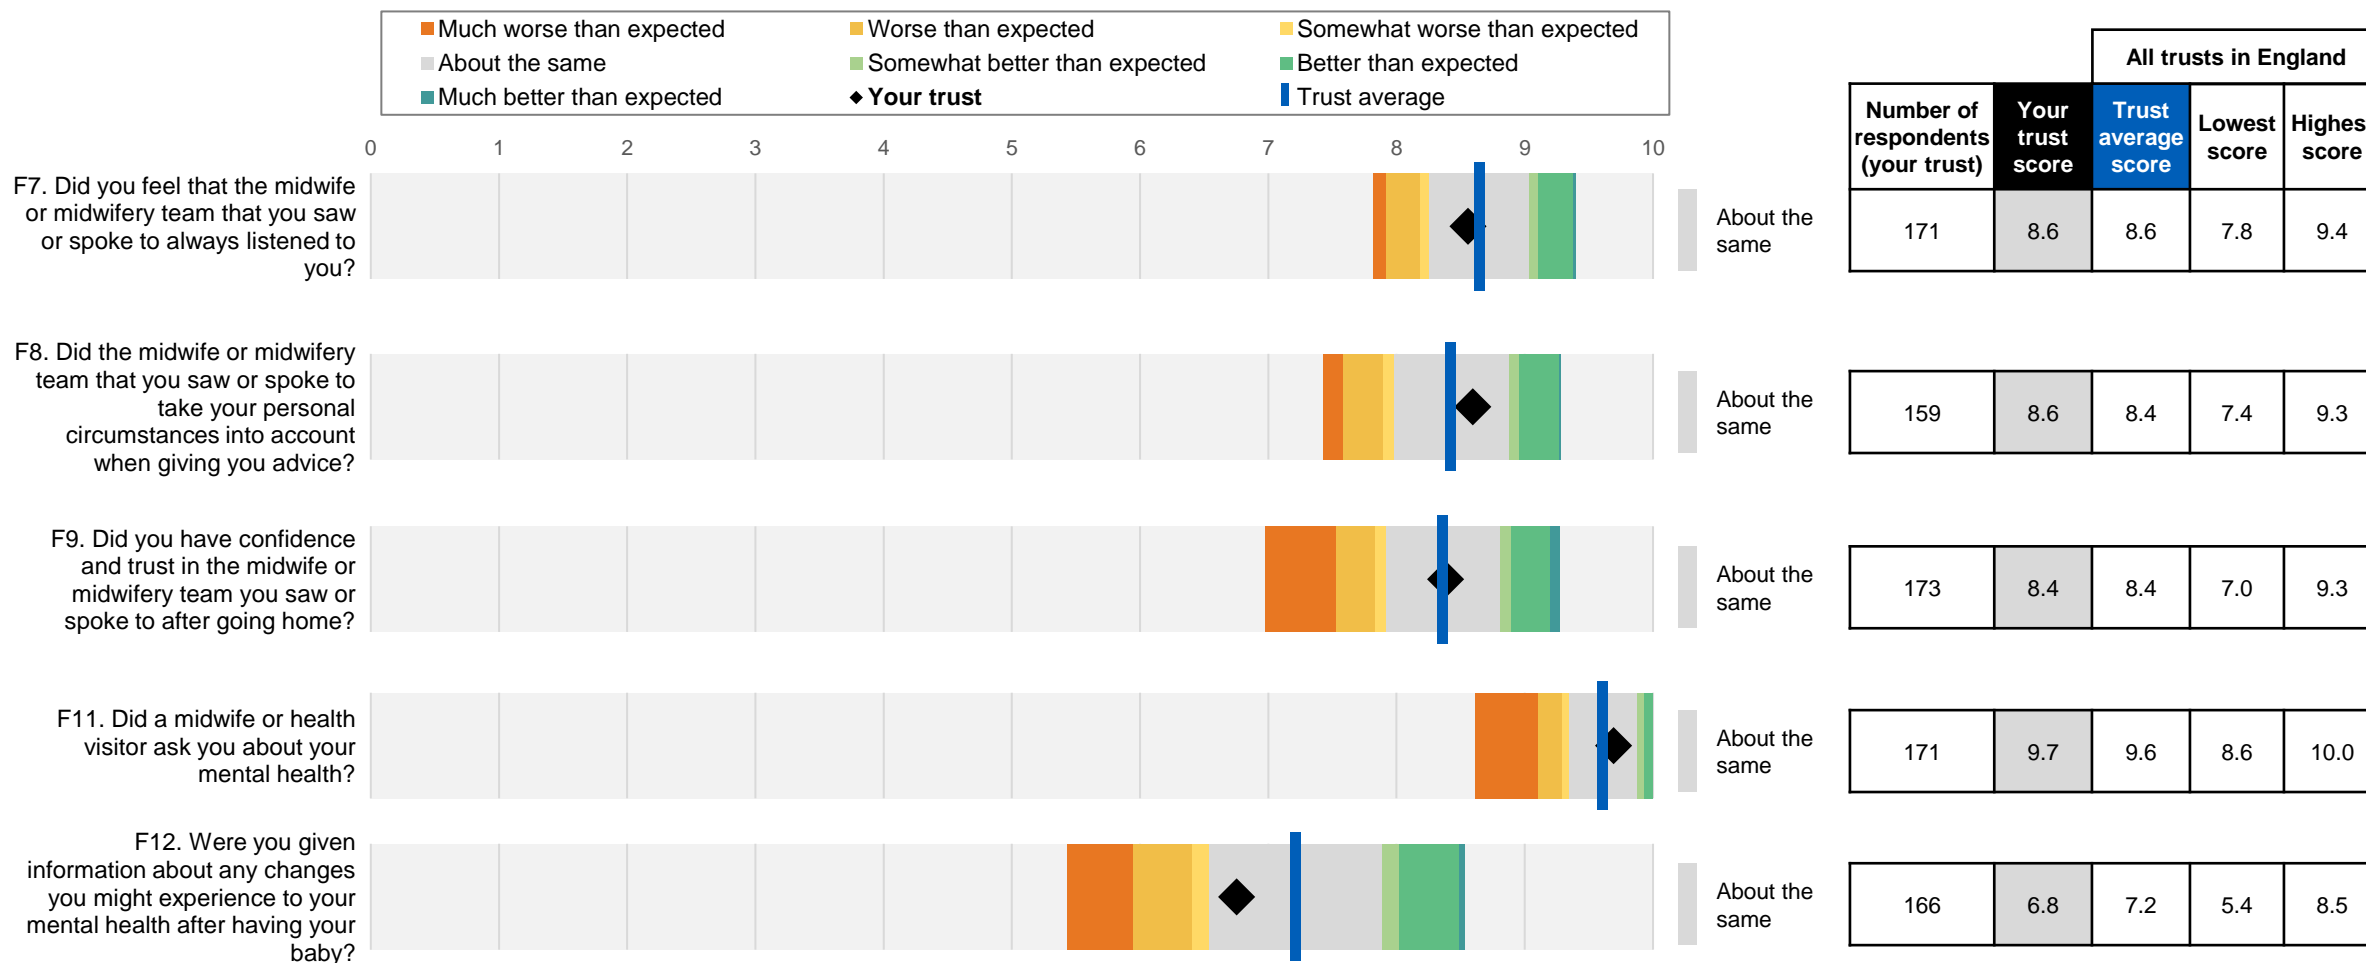 Much worse than expected
Worse than expected
Somewhat worse than expected
About the same
Somewhat better than expected
Better than expected
Much better than expected
Your trust
Trust average
All trusts in England
Number of
respondents
(your trust)
Your
trust
score
Trust
average
score
Lowest
score
Highes
score
0 1 2 3 4 5 6 7 8 9 10
F7. Did you feel that the midwife
or midwifery team that you saw
or spoke to always listened to
you?
About the
same
171 8.6 8.6 7.8 9.4
F8. Did the midwife or midwifery
team that you saw or spoke to
take your personal
circumstances into account
when giving you advice?
About the
same
159 8.6 8.4 7.4 9.3
F9. Did you have confidence
and trust in the midwife or
midwifery team you saw or
spoke to after going home?
About the
same
173 8.4 8.4 7.0 9.3
F11. Did a midwife or health
visitor ask you about your
mental health?
About the
same
171 9.7 9.6 8.6 10.0
F12. Were you given
information about any changes
you might experience to your
mental health after having your
baby?
About the
same
166 6.8 7.2 5.4 8.5